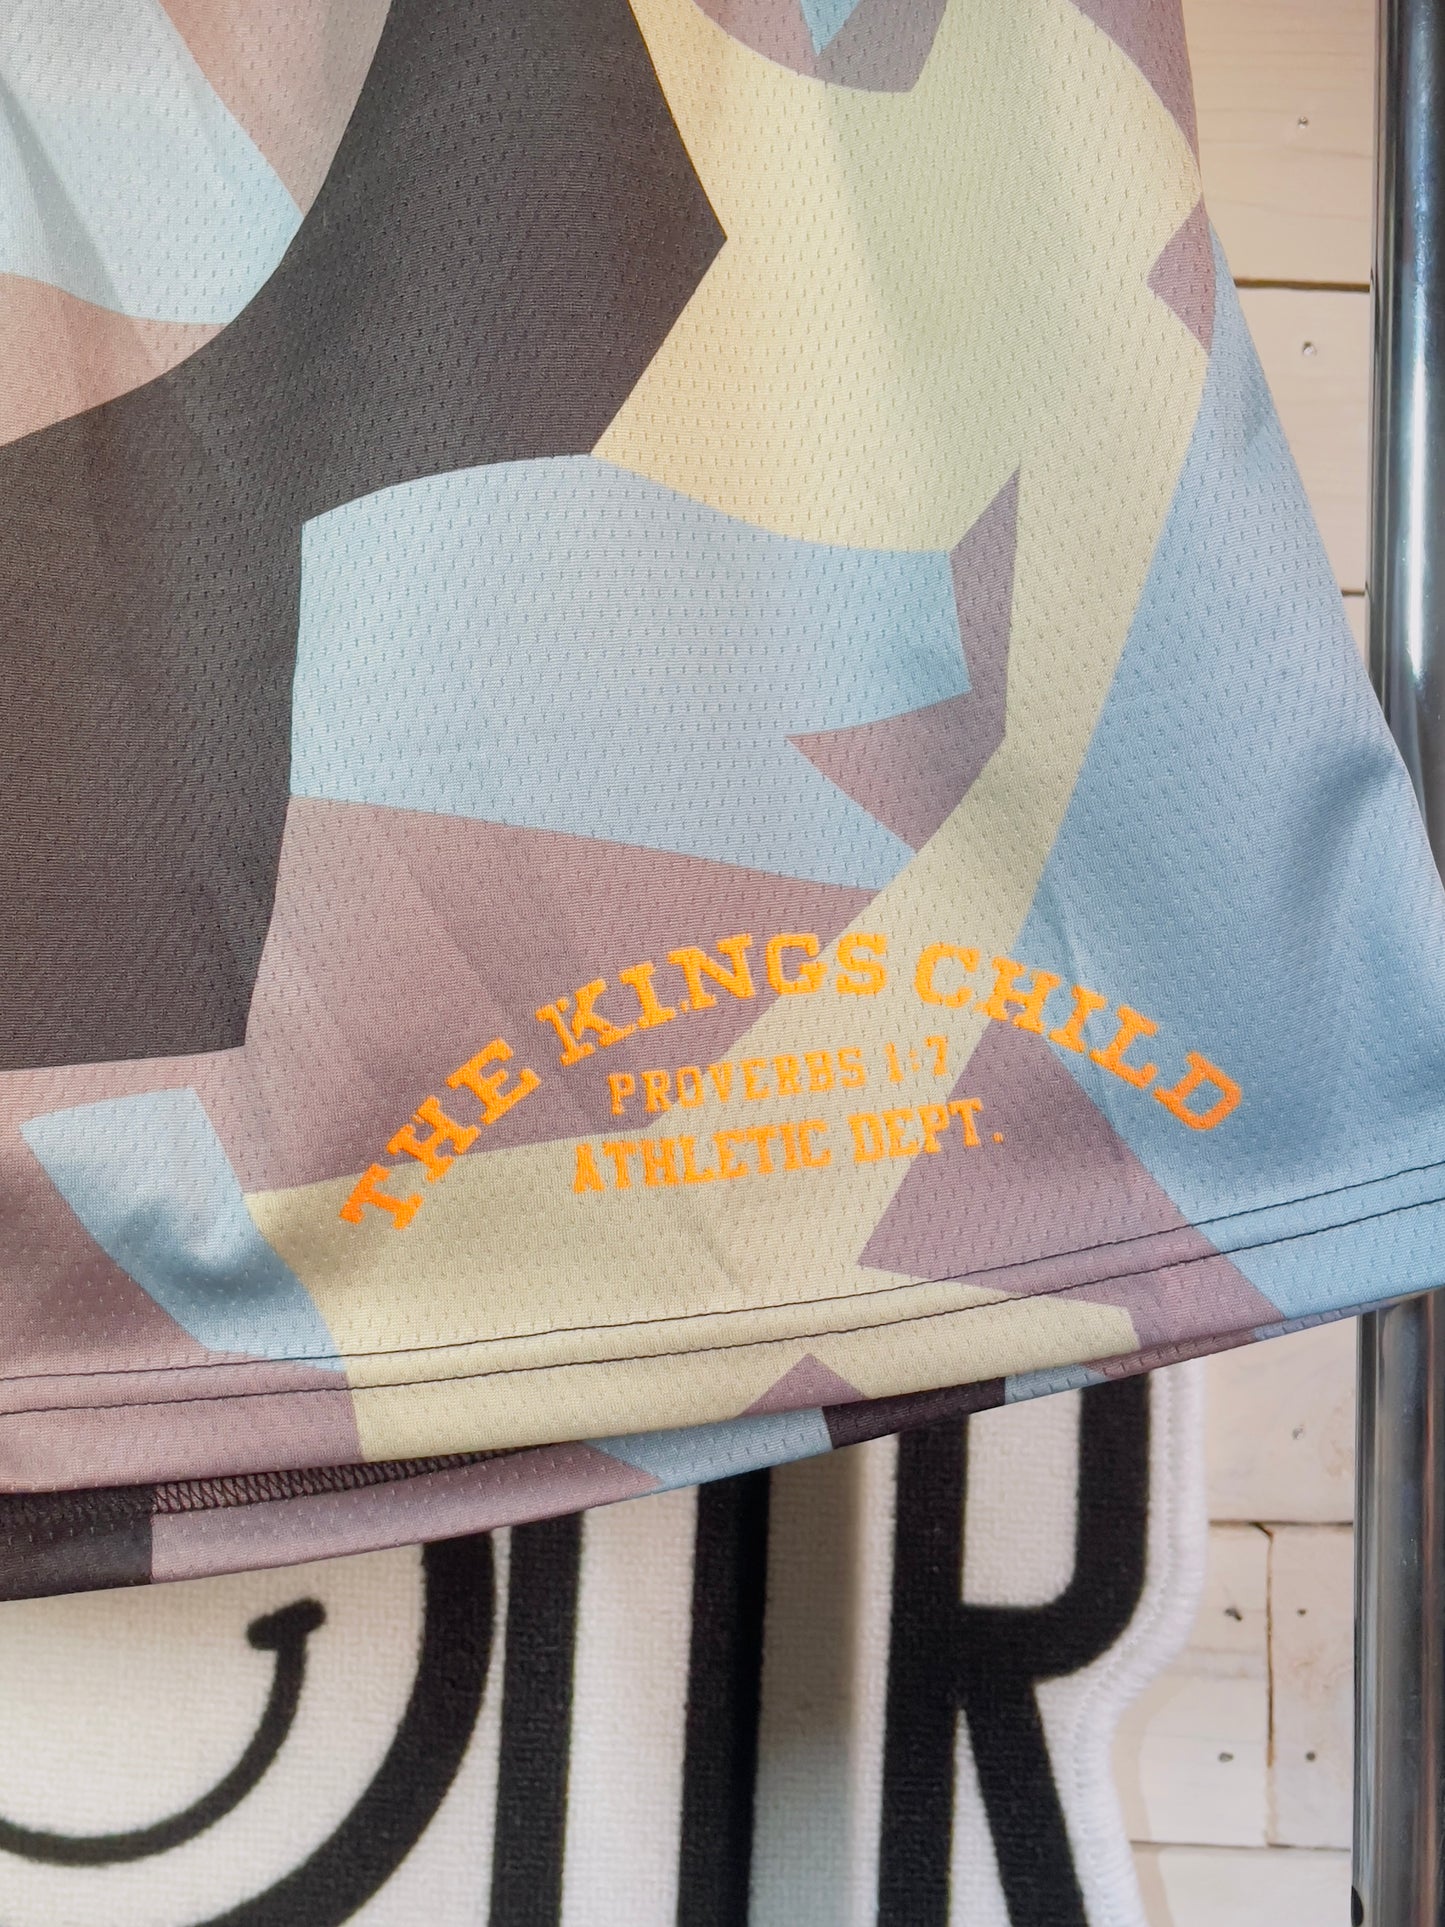 THE KINGS CHILD
PROVERBS 1:7
ATHLETIC DEPT.